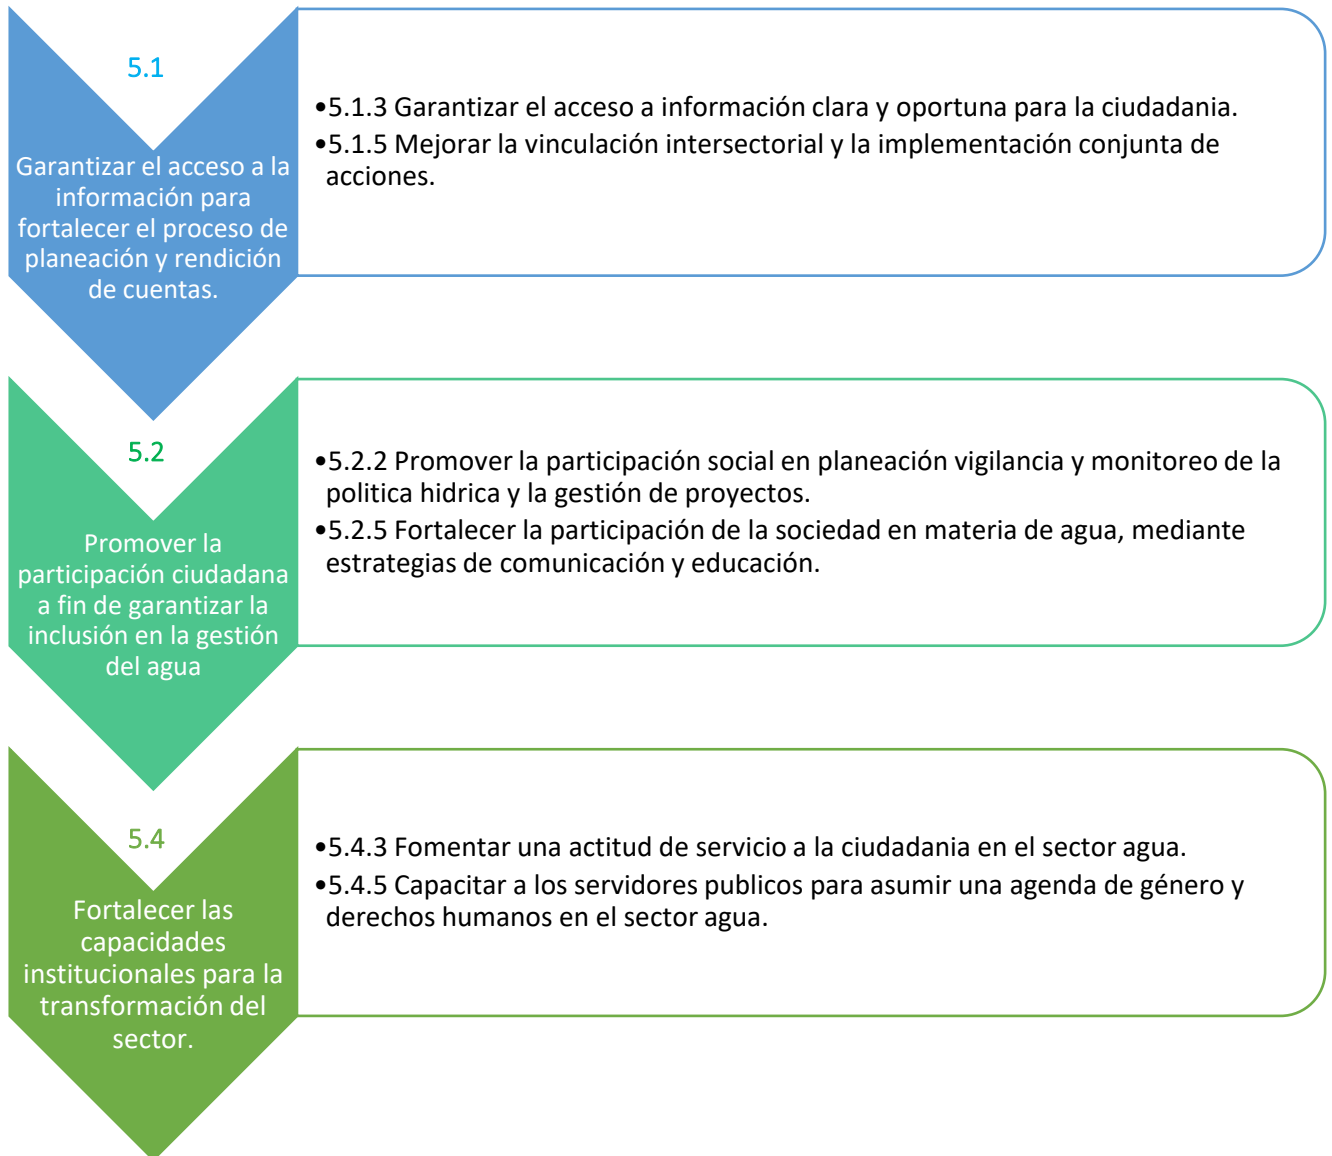 5.1
Garantizar el acceso a la
información para
fortalecer el proceso de
planeación y rendición
de cuentas.
•5.1.3 Garantizar el acceso a información clara y oportuna para la ciudadania.
•5.1.5 Mejorar la vinculación intersectorial y la implementación conjunta de
acciones.
5.2
Promover la
participación ciudadana
a fin de garantizar la
inclusión en la gestión
del agua
•5.2.2 Promover la participación social en planeación vigilancia y monitoreo de la
politica hidrica y la gestión de proyectos.
•5.2.5 Fortalecer la participación de la sociedad en materia de agua, mediante
estrategias de comunicación y educación.
5.4
Fortalecer las
capacidades
institucionales para la
transformación del
sector.
•5.4.3 Fomentar una actitud de servicio a la ciudadania en el sector agua.
•5.4.5 Capacitar a los servidores publicos para asumir una agenda de género y
derechos humanos en el sector agua.